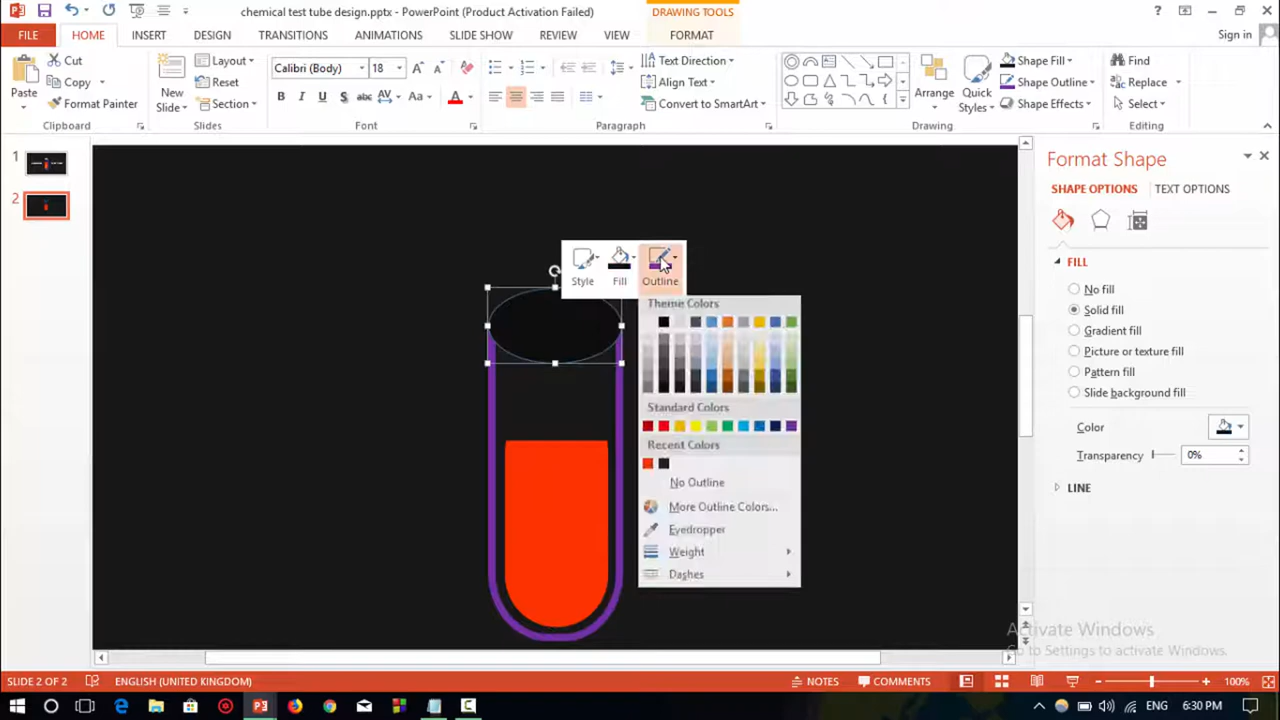 chemical test tube design.pptx - PowerPoint (Product Activation Failed)
DRAWING TOOLS
?
FILE HOME INSERT DESIGN TRANSITIONS ANIMATIONS SLIDE SHOW REVIEW VIEW FORMAT Sign in
Cut
Copy
Format Painter
Paste
Clipboard
New Slide
Layout
Reset
Section
Slides
Calibri (Body) 18
B I U S abc AV Aa A
Font
Text Direction
Align Text
Convert to SmartArt
Paragraph
Arrange
Quick Styles
Shape Fill
Shape Outline
Shape Effects
Drawing
Find
Replace
Select
Editing
1
2
Style Fill Outline
Theme Colors
Standard Colors
Recent Colors
No Outline
More Outline Colors...
Eyedropper
Weight
Dashes
Format Shape
SHAPE OPTIONS TEXT OPTIONS
FILL
No fill
Solid fill
Gradient fill
Picture or texture fill
Pattern fill
Slide background fill
Color
Transparency 0%
LINE
Activate Windows
Go to Settings to activate Windows.
SLIDE 2 OF 2 ENGLISH (UNITED KINGDOM) NOTES COMMENTS 100%
ENG 6:30 PM